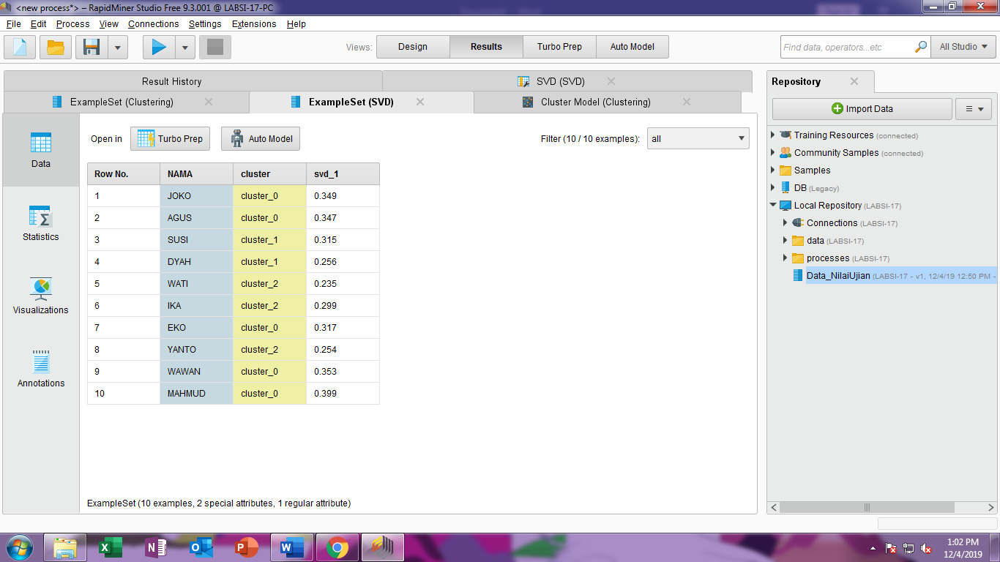 <new process*> – RapidMiner Studio Free 9.3.001 @ LABSI-17-PC
File Edit Process View Connections Settings Extensions Help
Views: Design Results Turbo Prep Auto Model
Find data, operators...etc All Studio
Result History SVD (SVD)
ExampleSet (Clustering) ExampleSet (SVD) Cluster Model (Clustering)
Data
Statistics
Visualizations
Annotations
Open in Turbo Prep Auto Model Filter (10 / 10 examples): all
Row No. NAMA cluster svd_1
1 JOKO cluster_0 0.349
2 AGUS cluster_0 0.347
3 SUSI cluster_1 0.315
4 DYAH cluster_1 0.256
5 WATI cluster_2 0.235
6 IKA cluster_2 0.299
7 EKO cluster_0 0.317
8 YANTO cluster_2 0.254
9 WAWAN cluster_0 0.353
10 MAHMUD cluster_0 0.399
ExampleSet (10 examples, 2 special attributes, 1 regular attribute)
Repository
Import Data
Training Resources (connected)
Community Samples (connected)
Samples
DB (Legacy)
Local Repository (LABSI-17)
Connections (LABSI-17)
data (LABSI-17)
processes (LABSI-17)
Data_NilaiUjian (LABSI-17 - v1, 12/4/19 12:50 PM -
1:02 PM
12/4/2019